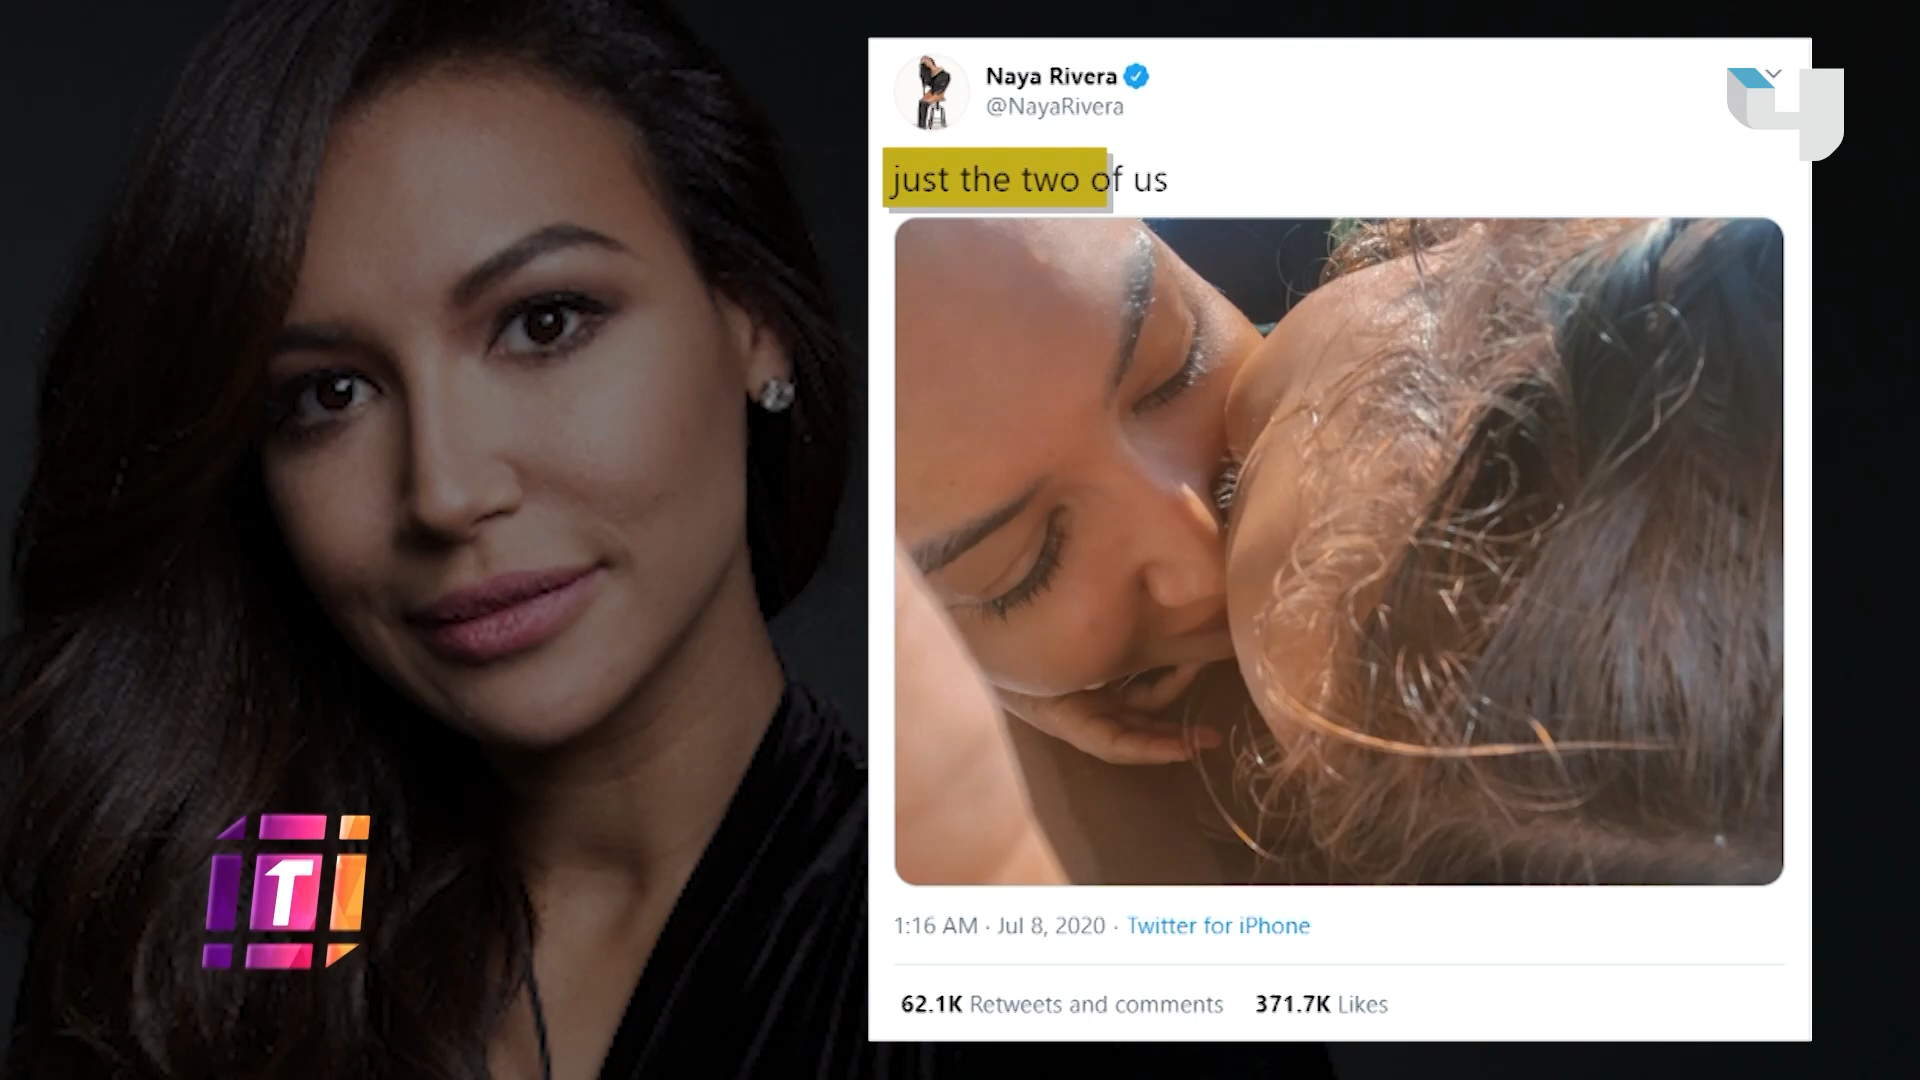 Naya Rivera
@NayaRivera
just the two of us
1:16 AM · Jul 8, 2020 · Twitter for iPhone
62.1K Retweets and comments 371.7K Likes
T